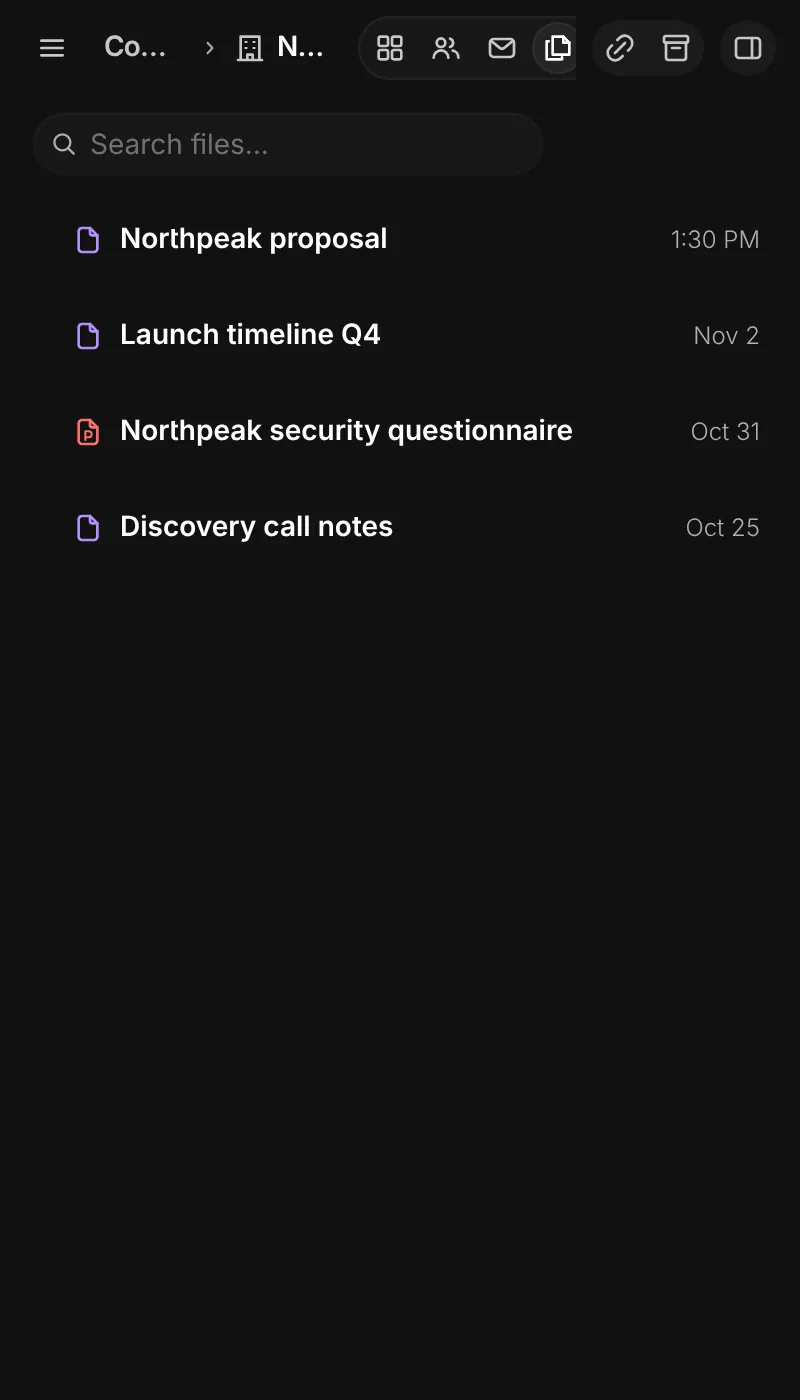 Co...
N...
Search files...
Northpeak proposal
1:30 PM
Launch timeline Q4
Nov 2
Northpeak security questionnaire
Oct 31
Discovery call notes
Oct 25